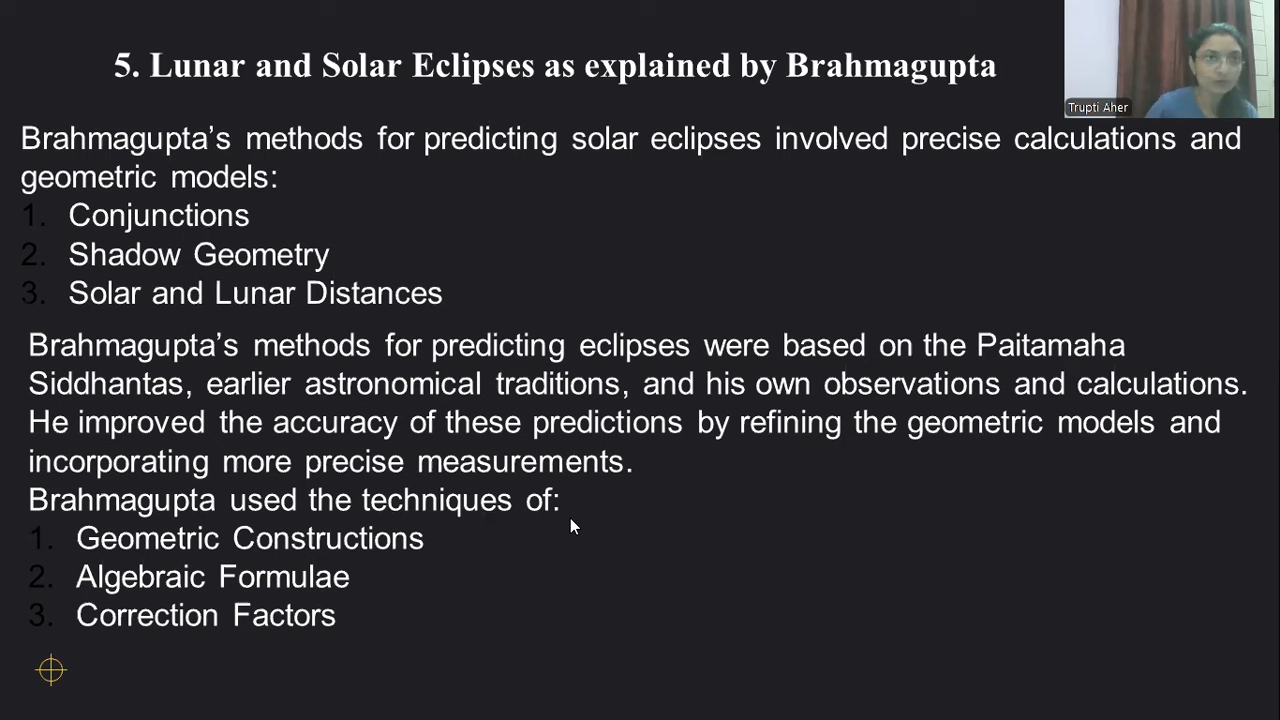 5. Lunar and Solar Eclipses as explained by Brahmagupta
Trupti Aher
Brahmagupta’s methods for predicting solar eclipses involved precise calculations and
geometric models:
1. Conjunctions
2. Shadow Geometry
3. Solar and Lunar Distances
Brahmagupta’s methods for predicting eclipses were based on the Paitamaha
Siddhantas, earlier astronomical traditions, and his own observations and calculations.
He improved the accuracy of these predictions by refining the geometric models and
incorporating more precise measurements.
Brahmagupta used the techniques of:
1. Geometric Constructions
2. Algebraic Formulae
3. Correction Factors